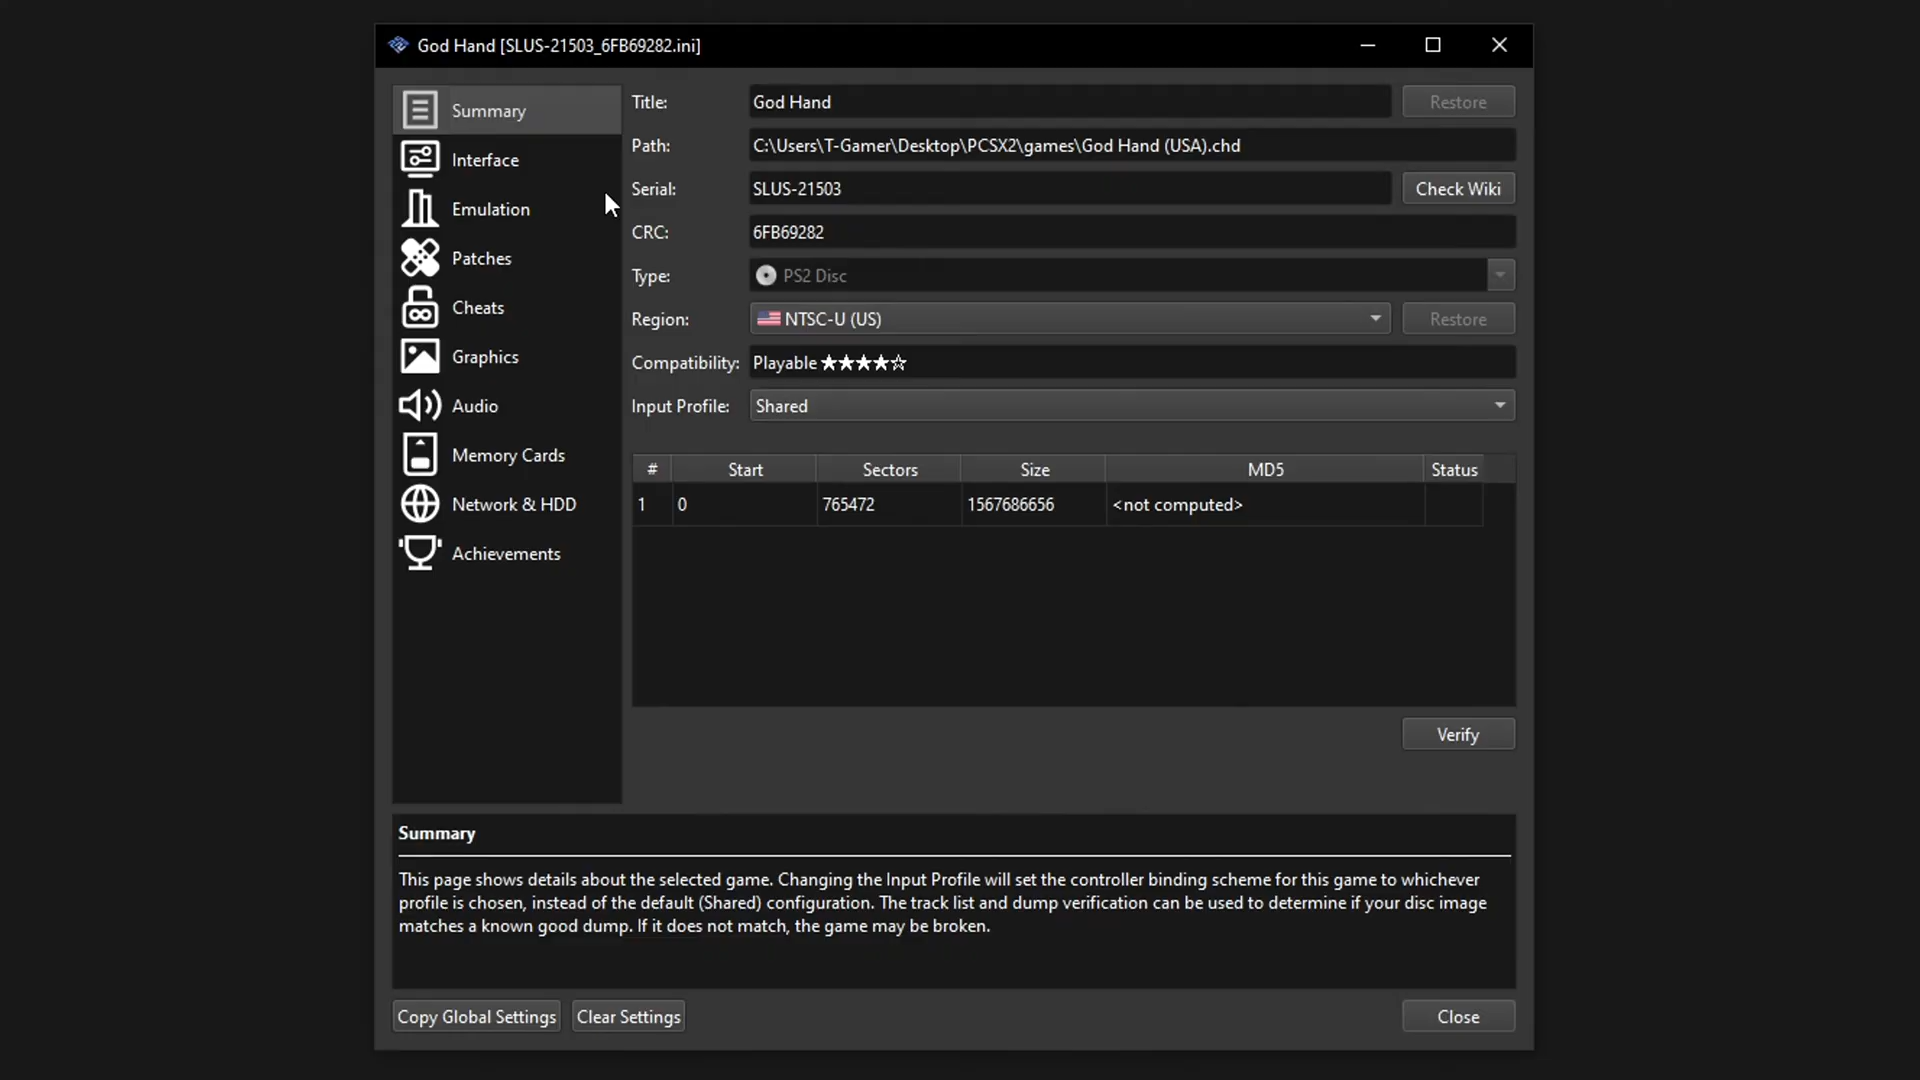 God Hand [SLUS-21503_6FB69282.ini]
Summary
Interface
Emulation
Patches
Cheats
Graphics
Audio
Memory Cards
Network & HDD
Achievements
Title: God Hand Restore
Path: C:\Users\T-Gamer\Desktop\PCSX2\games\God Hand (USA).chd
Serial: SLUS-21503 Check Wiki
CRC: 6FB69282
Type: PS2 Disc
Region: NTSC-U (US) Restore
Compatibility: Playable ★★★★☆
Input Profile: Shared
# Start Sectors Size MD5 Status
1 0 765472 1567686656 <not computed>
Verify
Summary
This page shows details about the selected game. Changing the Input Profile will set the controller binding scheme for this game to whichever
profile is chosen, instead of the default (Shared) configuration. The track list and dump verification can be used to determine if your disc image
matches a known good dump. If it does not match, the game may be broken.
Copy Global Settings Clear Settings Close